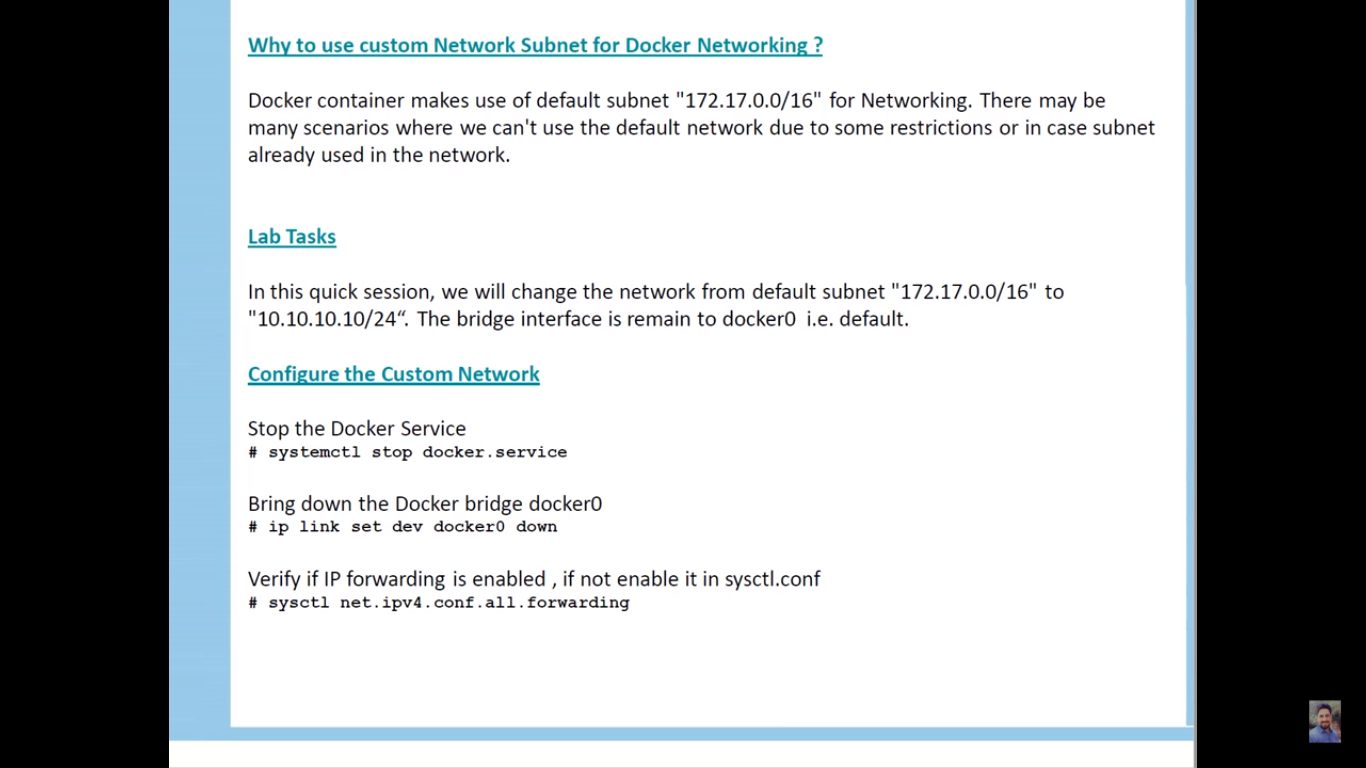 Why to use custom Network Subnet for Docker Networking ?
Docker container makes use of default subnet "172.17.0.0/16" for Networking. There may be
many scenarios where we can't use the default network due to some restrictions or in case subnet
already used in the network.
Lab Tasks
In this quick session, we will change the network from default subnet "172.17.0.0/16" to
"10.10.10.10/24“. The bridge interface is remain to docker0 i.e. default.
Configure the Custom Network
Stop the Docker Service
# systemctl stop docker.service
Bring down the Docker bridge docker0
# ip link set dev docker0 down
Verify if IP forwarding is enabled , if not enable it in sysctl.conf
# sysctl net.ipv4.conf.all.forwarding